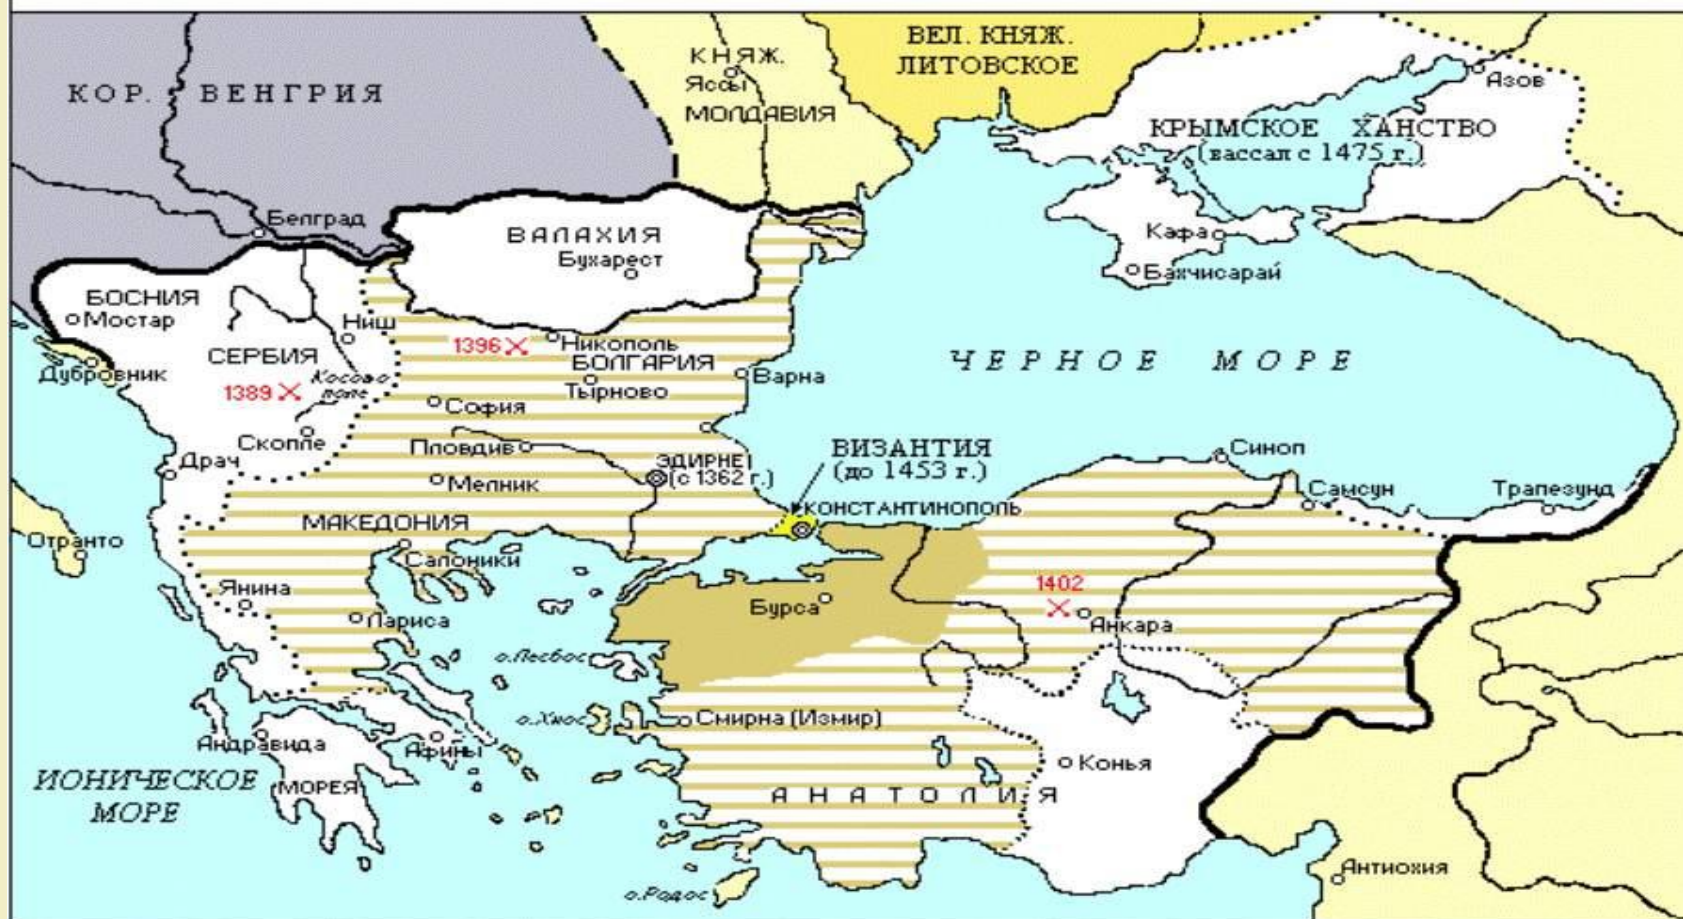 ВЕЛ. КНЯЖ.
ЛИТОВСКОЕ
КНЯЖ.
Яссы
МОЛДАВИЯ
КОР. ВЕНГРИЯ
Азов
КРЫМСКОЕ ХАНСТВО
(вассал с 1475 г.)
Белград
ВАЛАХИЯ
Бухарест
Кафа
Бахчисарай
БОСНИЯ
Мостар
Ниш
СЕРБИЯ
1396
Никополь
БОЛГАРИЯ
ЧЕРНОЕ МОРЕ
Дубровник
1389
Косово
поле
Тырново
Варна
София
Скопле
Пловдив
ВИЗАНТИЯ
(до 1453 г.)
Синоп
Драч
ЭДИРНЕ
(с 1362 г.)
Мелник
Самсун
Трапезунд
КОНСТАНТИНОПОЛЬ
МАКЕДОНИЯ
Отранто
Салоники
Янина
1402
Бурса
Лариса
Анкара
о.Лесбос
о.Хиос
Смирна (Измир)
Андравида
Афины
Конья
ИОНИЧЕСКОЕ
МОРЕ
МОРЕЯ
АНАТОЛИЯ
Антиохия
о.Родос